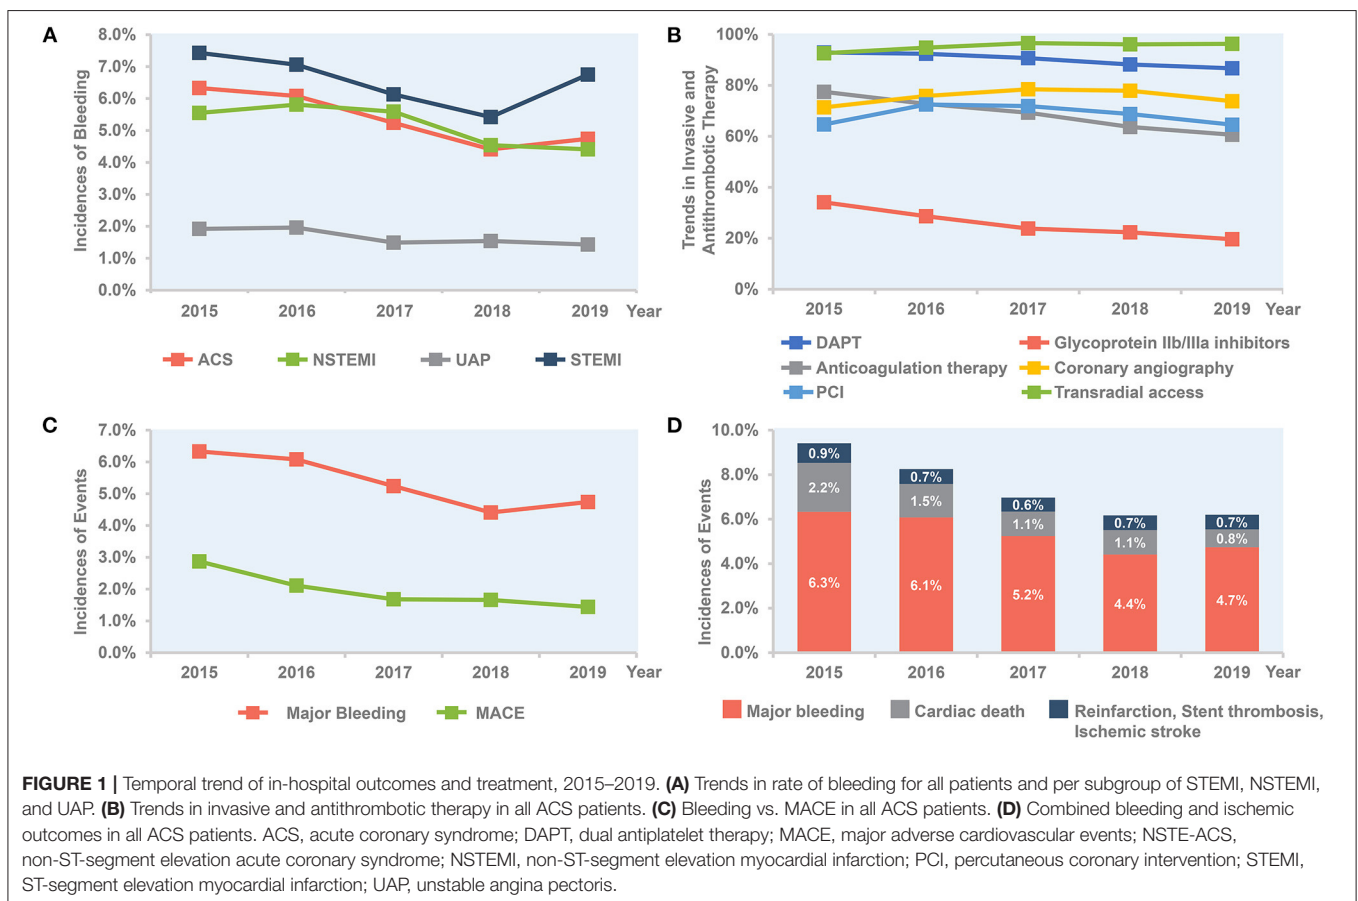 A
8.0%
7.0%
6.0%
5.0%
4.0%
3.0%
2.0%
1.0%
0.0%
Incidences of Bleeding
2015 2016 2017 2018 2019 Year
ACS NSTEMI UAP STEMI
B
100%
80%
60%
40%
20%
0%
Trends in Invasive and
Antithrombotic Therapy
2015 2016 2017 2018 2019 Year
DAPT Glycoprotein IIb/IIIa inhibitors
Anticoagulation therapy Coronary angiography
PCI Transradial access
C
7.0%
6.0%
5.0%
4.0%
3.0%
2.0%
1.0%
0.0%
Incidences of Events
2015 2016 2017 2018 2019 Year
Major Bleeding MACE
D
10.0%
8.0%
6.0%
4.0%
2.0%
0.0%
Incidences of Events
0.9% 0.7% 0.6% 0.7% 0.7%
2.2% 1.5% 1.1% 1.1% 0.8%
6.3% 6.1% 5.2% 4.4% 4.7%
2015 2016 2017 2018 2019 Year
Major bleeding Cardiac death Reinfarction, Stent thrombosis,
Ischemic stroke
FIGURE 1 | Temporal trend of in-hospital outcomes and treatment, 2015–2019. (A) Trends in rate of bleeding for all patients and per subgroup of STEMI, NSTEMI,
and UAP. (B) Trends in invasive and antithrombotic therapy in all ACS patients. (C) Bleeding vs. MACE in all ACS patients. (D) Combined bleeding and ischemic
outcomes in all ACS patients. ACS, acute coronary syndrome; DAPT, dual antiplatelet therapy; MACE, major adverse cardiovascular events; NSTE-ACS,
non-ST-segment elevation acute coronary syndrome; NSTEMI, non-ST-segment elevation myocardial infarction; PCI, percutaneous coronary intervention; STEMI,
ST-segment elevation myocardial infarction; UAP, unstable angina pectoris.